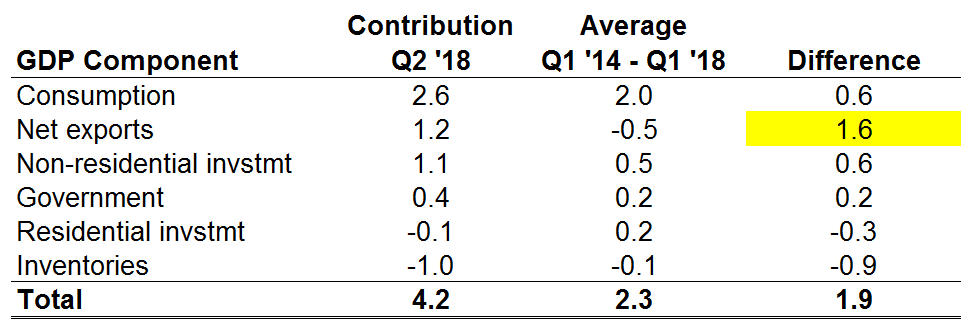 Contribution Average
GDP Component Q2 '18 Q1 '14 - Q1 '18 Difference
Consumption 2.6 2.0 0.6
Net exports 1.2 -0.5 1.6
Non-residential invstmt 1.1 0.5 0.6
Government 0.4 0.2 0.2
Residential invstmt -0.1 0.2 -0.3
Inventories -1.0 -0.1 -0.9
Total 4.2 2.3 1.9